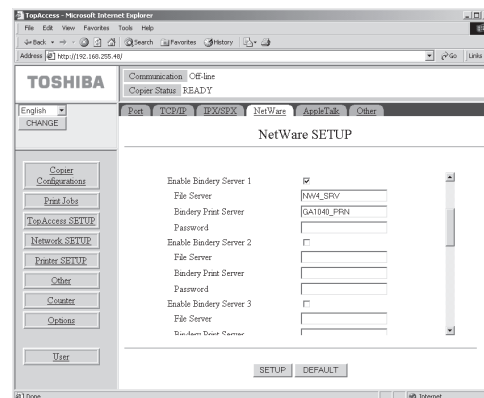 TopAccess - Microsoft Internet Explorer
File Edit View Favorites Tools Help
Back Search Favorites History
Address http://192.168.255.48/ Go Links
TOSHIBA
Communication Off-line
Copier Status READY
English
CHANGE
Port TCP/IP IPX/SPX NetWare AppleTalk Other
NetWare SETUP
Copier Configurations
Print Jobs
TopAccess SETUP
Network SETUP
Printer SETUP
Other
Counter
Options
User
Enable Bindery Server 1
File Server NW4_SRV
Bindery Print Server GA1040_PRN
Password
Enable Bindery Server 2
File Server
Bindery Print Server
Password
Enable Bindery Server 3
File Server
Bindery Print Server
SETUP DEFAULT
Done Internet